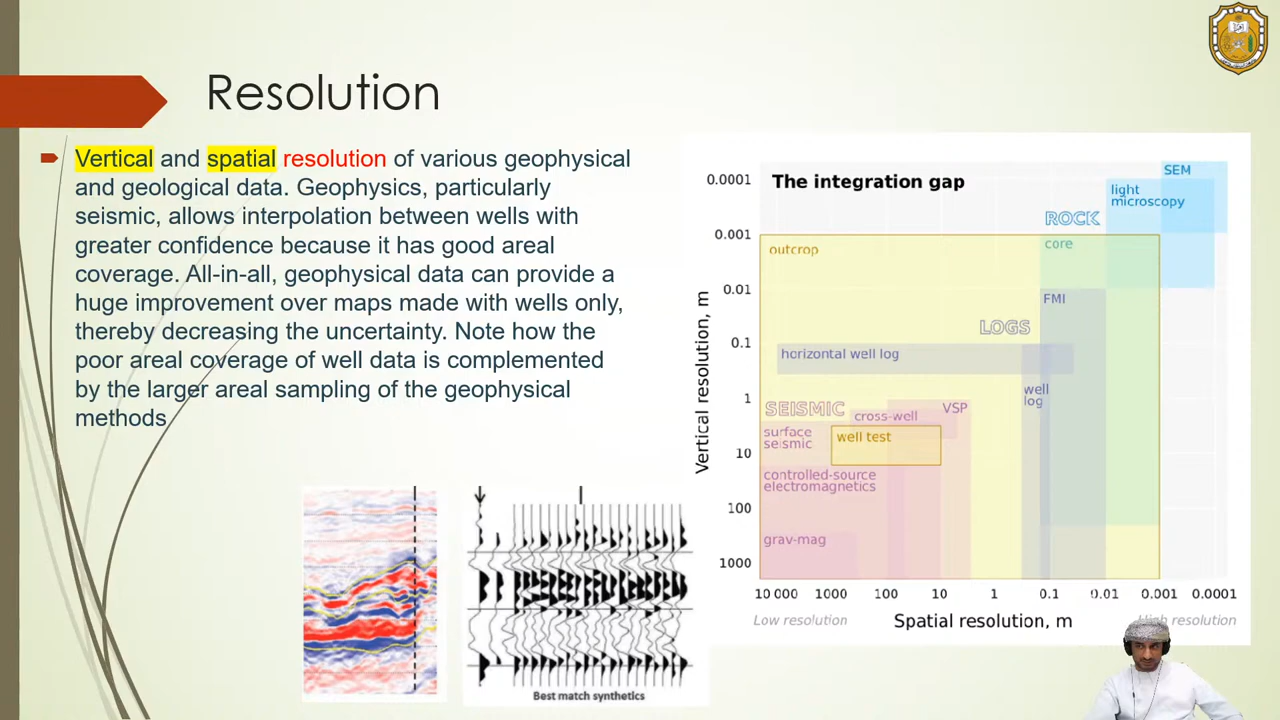 Resolution
Vertical and spatial resolution of various geophysical
and geological data. Geophysics, particularly
seismic, allows interpolation between wells with
greater confidence because it has good areal
coverage. All-in-all, geophysical data can provide a
huge improvement over maps made with wells only,
thereby decreasing the uncertainty. Note how the
poor areal coverage of well data is complemented
by the larger areal sampling of the geophysical
methods
The integration gap
Vertical resolution, m
0.0001
0.001
0.01
0.1
1
10
100
1000
SEM
light
microscopy
ROCK
core
outcrop
FMI
LOGS
horizontal well log
well
log
SEISMIC
VSP
cross-well
surface
seismic
well test
controlled-source
electromagnetics
grav-mag
10 000 1000 100 10 1 0.1 0.01 0.001 0.0001
Low resolution Spatial resolution, m High resolution
Best match synthetics